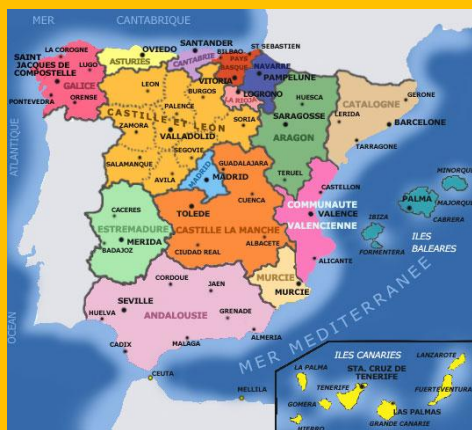 MER CANTABRIQUE
LA COROGNE
SAINT
JACQUES DE
COMPOSTELLE
LUGO
GALICE
PONTEVEDRA
ORENSE
OVIEDO
ASTURIES
SANTANDER
CANTABRIE
BILBAO
ST SEBASTIEN
PAYS
BASQUE
VITORIA
NAVARRE
PAMPELUNE
LOGRONO
LA RIOJA
LEON
BURGOS
PALENCE
CASTILLE ET LEON
ZAMORA
VALLADOLID
SORIA
SEGOVIE
SALAMANQUE
AVILA
HUESCA
SARAGOSSE
ARAGON
TERUEL
CATALOGNE
GERONE
LERIDA
BARCELONE
TARRAGONE
MADRID
MADRID
GUADALAJARA
CUENCA
TOLEDE
CASTILLE LA MANCHE
CIUDAD REAL
ALBACETE
CACERES
ESTREMADURE
MERIDA
BADAJOZ
CASTELLON
COMMUNAUTE
VALENCE
VALENCIENNE
ALICANTE
MINORQUE
PALMA
MAJORQUE
CABRERA
IBIZA
ILES
BALEARES
FORMENTERA
MURCIE
MURCIE
CORDOUE
JAEN
SEVILLE
HUELVA
ANDALOUSIE
GRENADE
CADIX
MALAGA
ALMERIA
CEUTA
MELLILA
MER MEDITERRANEE
OCEAN
ATLANTIQUE
ILES CANARIES
LANZAROTE
LA PALMA
STA. CRUZ DE
TENERIFE
TENERIFE
FUERTEVENTURA
GOMERA
LAS PALMAS
HIERRO
GRANDE CANARIE